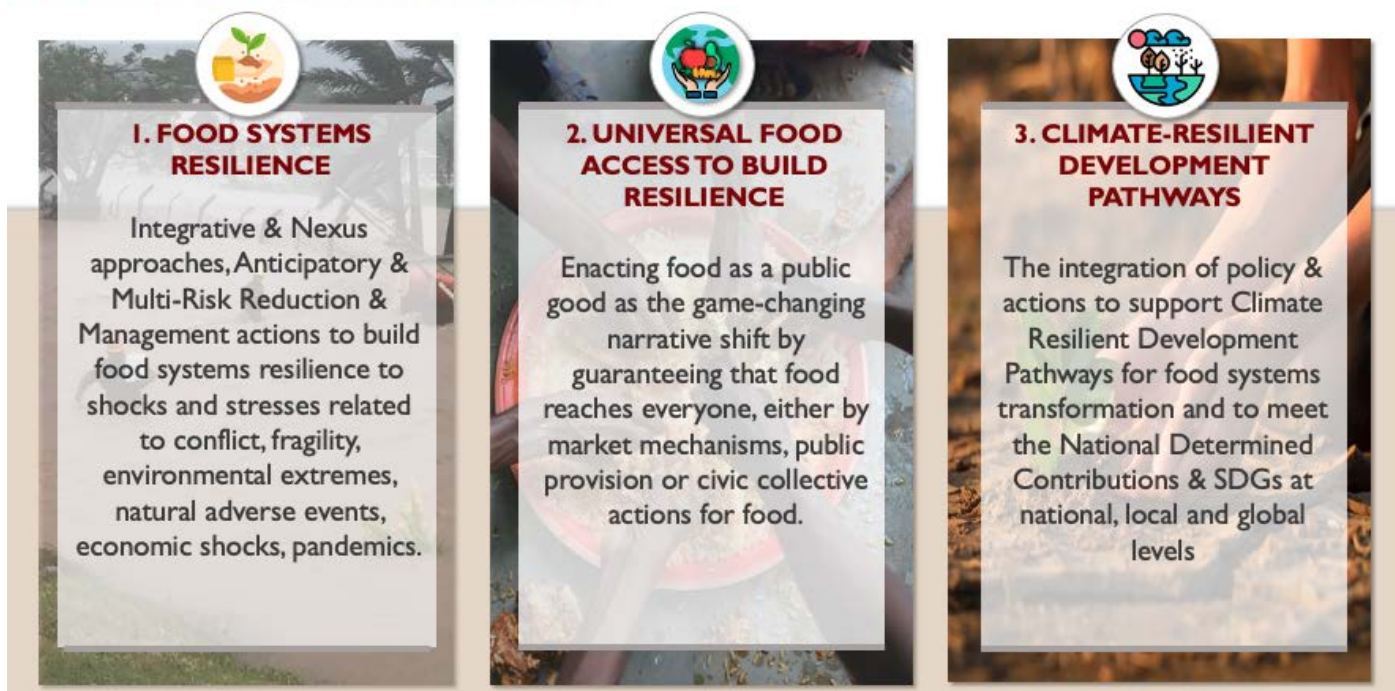 1. FOOD SYSTEMS
RESILIENCE
Integrative & Nexus
approaches, Anticipatory &
Multi-Risk Reduction &
Management actions to build
food systems resilience to
shocks and stresses related
to conflict, fragility,
environmental extremes,
natural adverse events,
economic shocks, pandemics.
2. UNIVERSAL FOOD
ACCESS TO BUILD
RESILIENCE
Enacting food as a public
good as the game-changing
narrative shift by
guaranteeing that food
reaches everyone, either by
market mechanisms, public
provision or civic collective
actions for food.
3. CLIMATE-RESILIENT
DEVELOPMENT
PATHWAYS
The integration of policy &
actions to support Climate
Resilient Development
Pathways for food systems
transformation and to meet
the National Determined
Contributions & SDGs at
national, local and global
levels